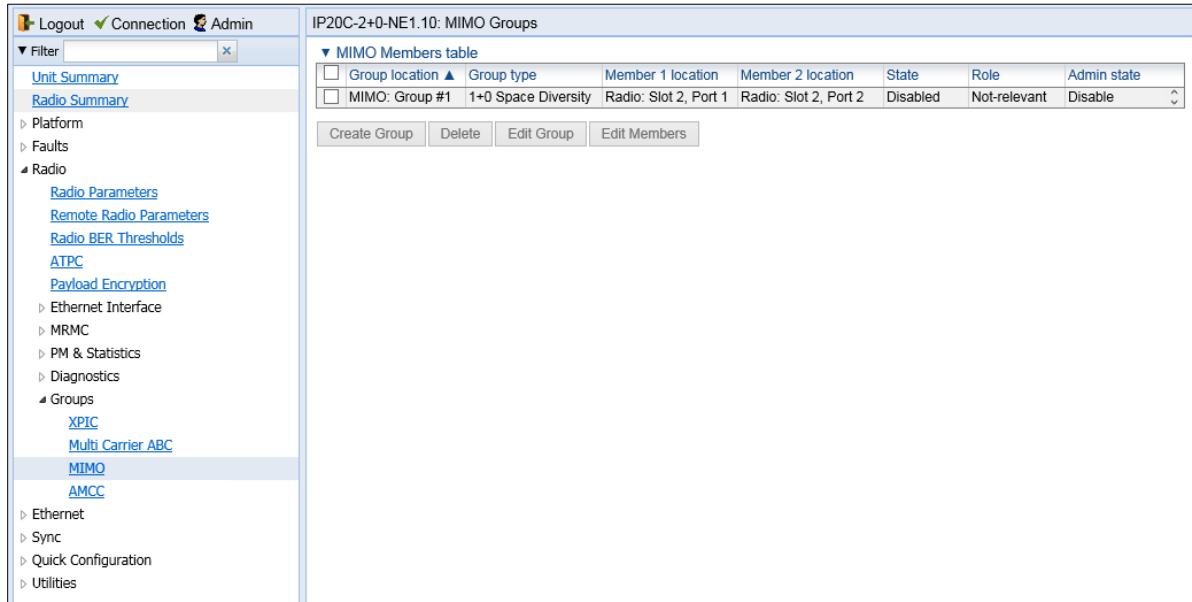 Logout Connection Admin
IP20C-2+0-NE1.10: MIMO Groups
▼ Filter
Unit Summary
Radio Summary
Platform
Faults
Radio
Radio Parameters
Remote Radio Parameters
Radio BER Thresholds
ATPC
Payload Encryption
Ethernet Interface
MRMC
PM & Statistics
Diagnostics
Groups
XPIC
Multi Carrier ABC
MIMO
AMCC
Ethernet
Sync
Quick Configuration
Utilities
▼ MIMO Members table
Group location ▲ Group type Member 1 location Member 2 location State Role Admin state
MIMO: Group #1 1+0 Space Diversity Radio: Slot 2, Port 1 Radio: Slot 2, Port 2 Disabled Not-relevant Disable
Create Group Delete Edit Group Edit Members